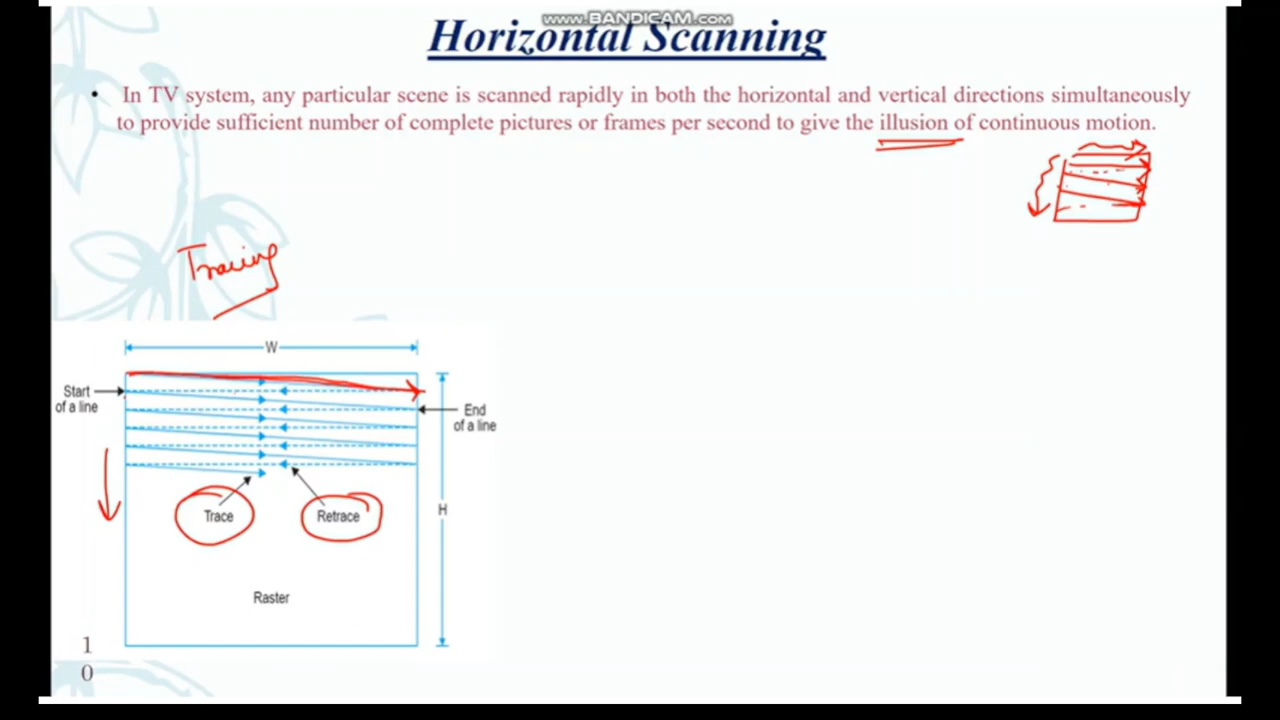 www.BANDICAM.com
Horizontal Scanning
• In TV system, any particular scene is scanned rapidly in both the horizontal and vertical directions simultaneously
to provide sufficient number of complete pictures or frames per second to give the illusion of continuous motion.
Tracing
W
Start
of a line
End
of a line
Trace
Retrace
H
Raster
1
0